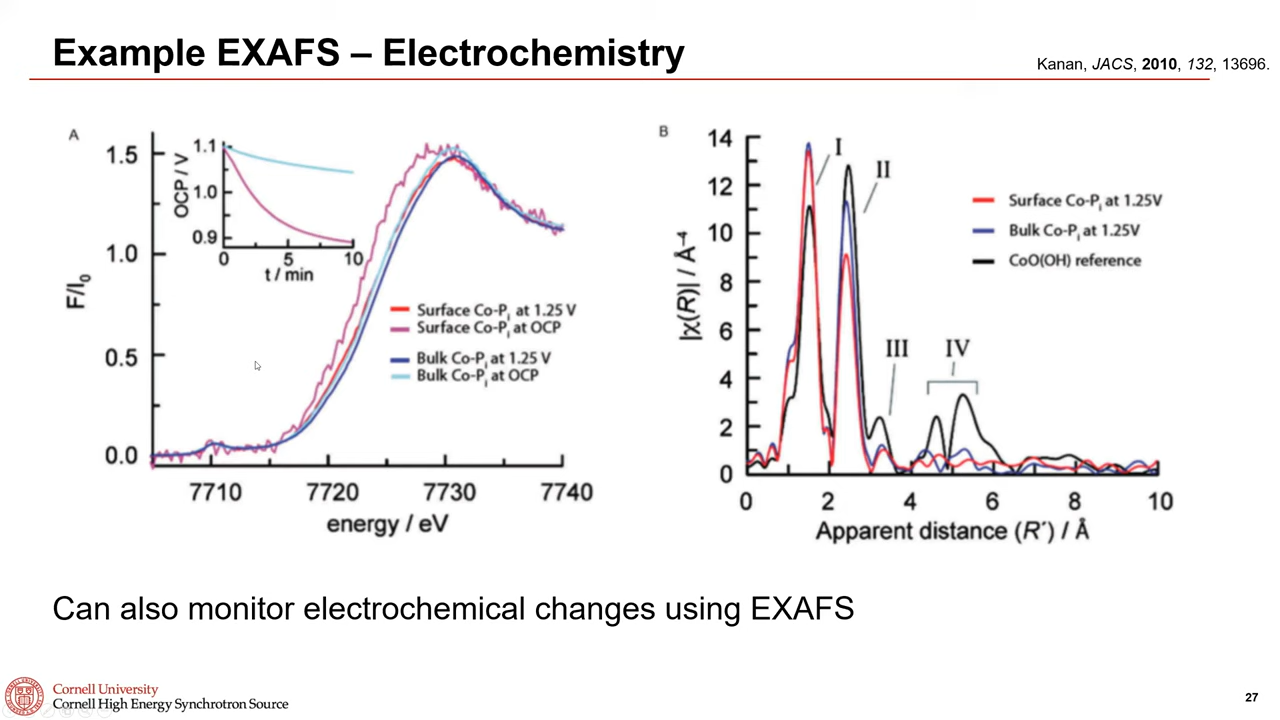 Example EXAFS – Electrochemistry
Kanan, JACS, 2010, 132, 13696.
A
1.5
1.0
0.5
0.0
F/I0
7710
7720
7730
7740
energy / eV
1.1
1.0
0.9
OCP / V
0
5
10
t / min
Surface Co-Pi at 1.25 V
Surface Co-Pi at OCP
Bulk Co-Pi at 1.25 V
Bulk Co-Pi at OCP
B
14
12
10
8
6
4
2
0
|χ(R)| / Å–4
I
II
III
IV
Surface Co-Pi at 1.25V
Bulk Co-Pi at 1.25V
CoO(OH) reference
0
2
4
6
8
10
Apparent distance (R´) / Å
Can also monitor electrochemical changes using EXAFS
Cornell University
Cornell High Energy Synchrotron Source
27